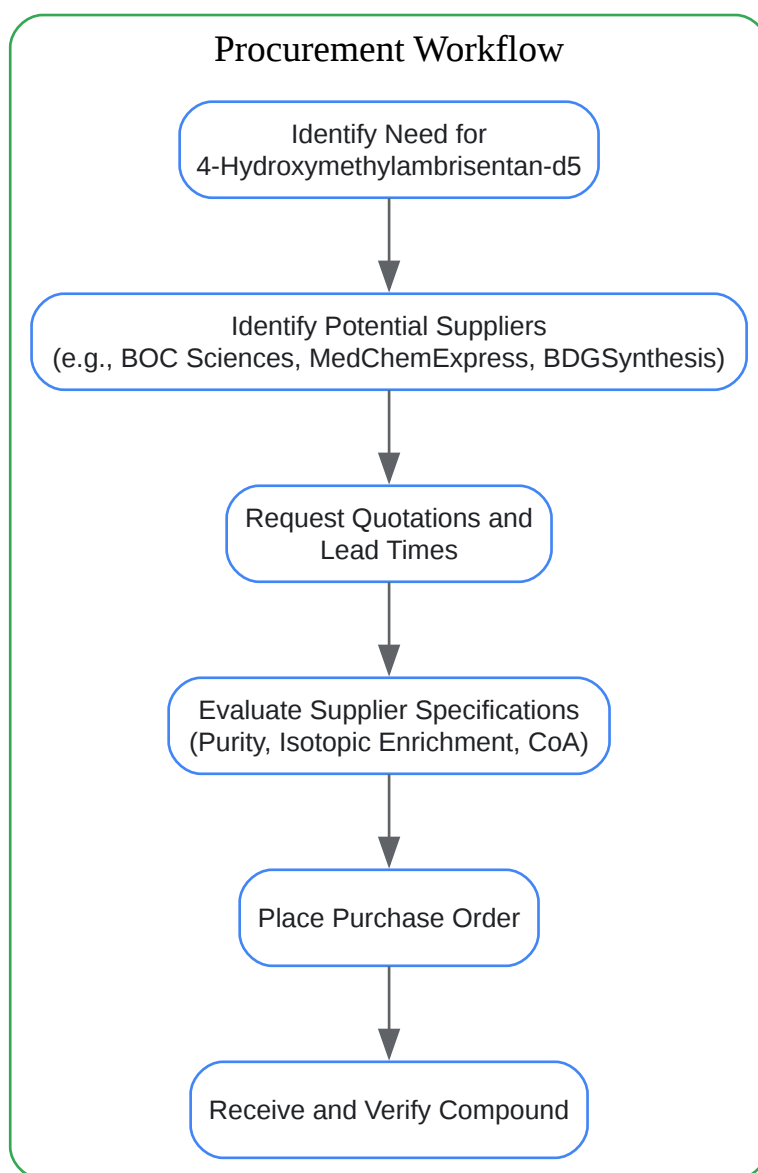 Procurement Workflow
Identify Need for
4-Hydroxymethylambrisentan-d5
Identify Potential Suppliers
(e.g., BOC Sciences, MedChemExpress, BDGSynthesis)
Request Quotations and
Lead Times
Evaluate Supplier Specifications
(Purity, Isotopic Enrichment, CoA)
Place Purchase Order
Receive and Verify Compound